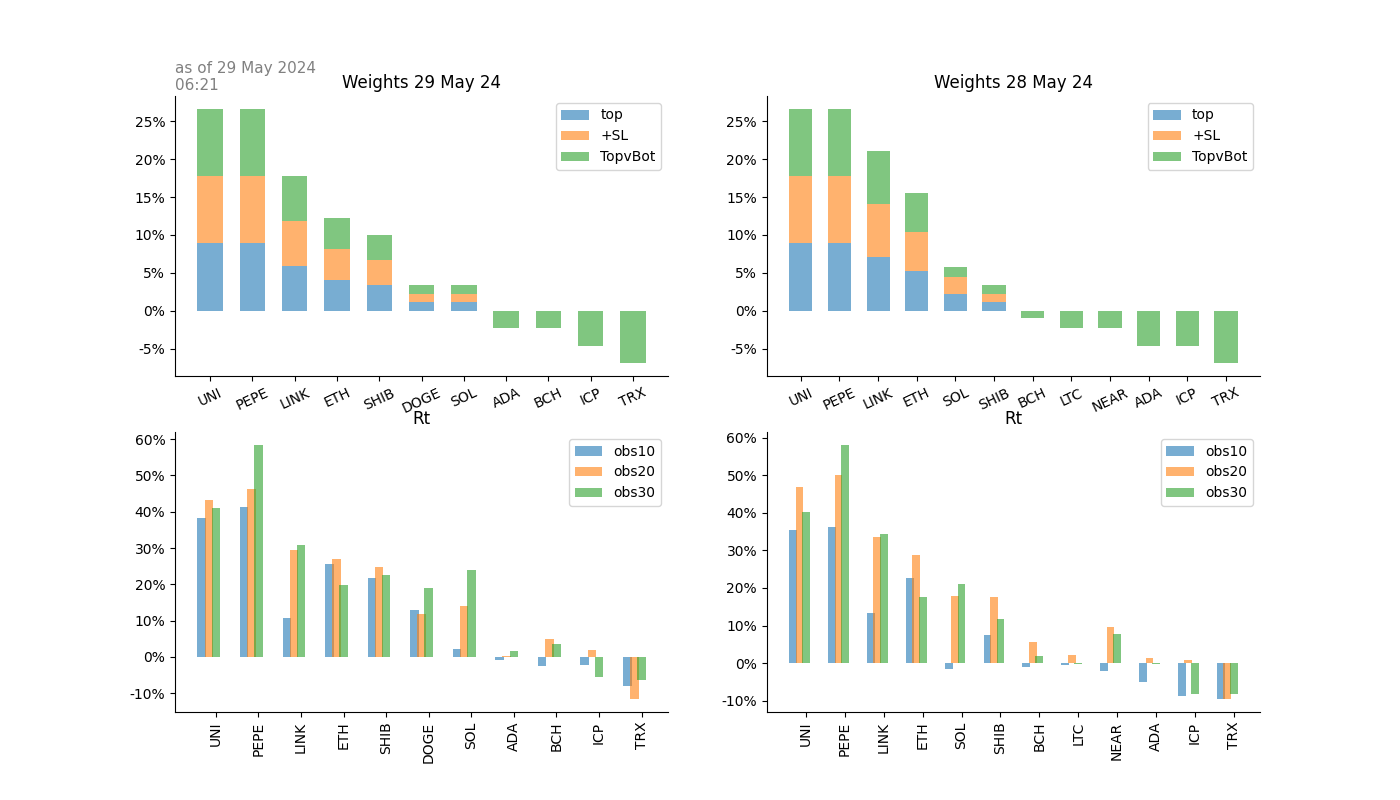 as of 29 May 2024
06:21
Weights 29 May 24
25%
20%
15%
10%
5%
0%
-5%
top
+SL
TopvBot
UNI PEPE LINK ETH SHIB DOGE SOL ADA BCH ICP TRX
Weights 28 May 24
25%
20%
15%
10%
5%
0%
-5%
top
+SL
TopvBot
UNI PEPE LINK ETH SOL SHIB BCH LTC NEAR ADA ICP TRX
Rt
60%
50%
40%
30%
20%
10%
0%
-10%
obs10
obs20
obs30
UNI PEPE LINK ETH SHIB DOGE SOL ADA BCH ICP TRX
Rt
60%
50%
40%
30%
20%
10%
0%
-10%
obs10
obs20
obs30
UNI PEPE LINK ETH SOL SHIB BCH LTC NEAR ADA ICP TRX